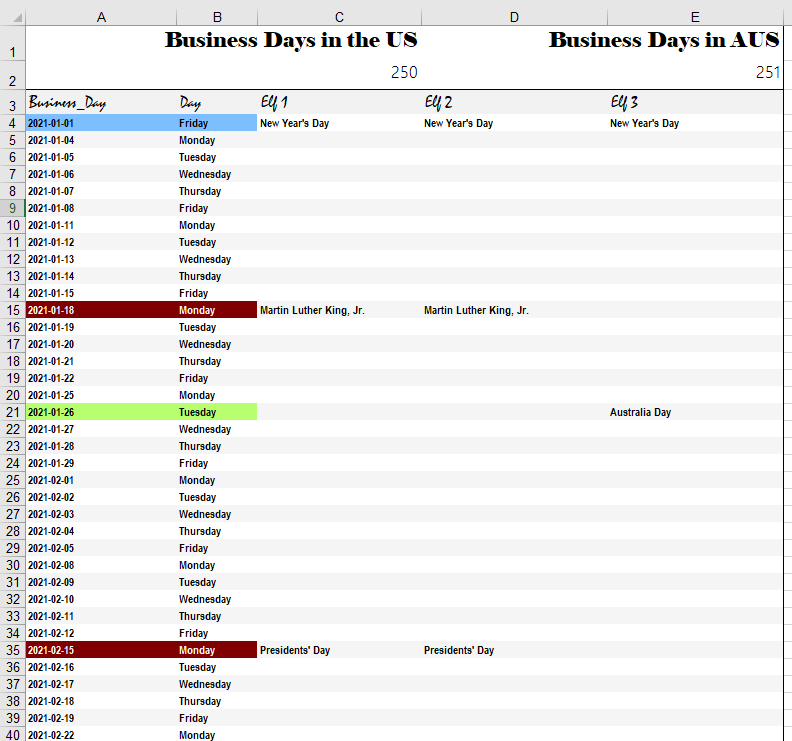 A B C D E
1 Business Days in the US Business Days in AUS
2 250 251
3 Business_Day Day Elf 1 Elf 2 Elf 3
4 2021-01-01 Friday New Year's Day New Year's Day New Year's Day
5 2021-01-04 Monday
6 2021-01-05 Tuesday
7 2021-01-06 Wednesday
8 2021-01-07 Thursday
9 2021-01-08 Friday
10 2021-01-11 Monday
11 2021-01-12 Tuesday
12 2021-01-13 Wednesday
13 2021-01-14 Thursday
14 2021-01-15 Friday
15 2021-01-18 Monday Martin Luther King, Jr. Martin Luther King, Jr.
16 2021-01-19 Tuesday
17 2021-01-20 Wednesday
18 2021-01-21 Thursday
19 2021-01-22 Friday
20 2021-01-25 Monday
21 2021-01-26 Tuesday Australia Day
22 2021-01-27 Wednesday
23 2021-01-28 Thursday
24 2021-01-29 Friday
25 2021-02-01 Monday
26 2021-02-02 Tuesday
27 2021-02-03 Wednesday
28 2021-02-04 Thursday
29 2021-02-05 Friday
30 2021-02-08 Monday
31 2021-02-09 Tuesday
32 2021-02-10 Wednesday
33 2021-02-11 Thursday
34 2021-02-12 Friday
35 2021-02-15 Monday Presidents' Day Presidents' Day
36 2021-02-16 Tuesday
37 2021-02-17 Wednesday
38 2021-02-18 Thursday
39 2021-02-19 Friday
40 2021-02-22 Monday